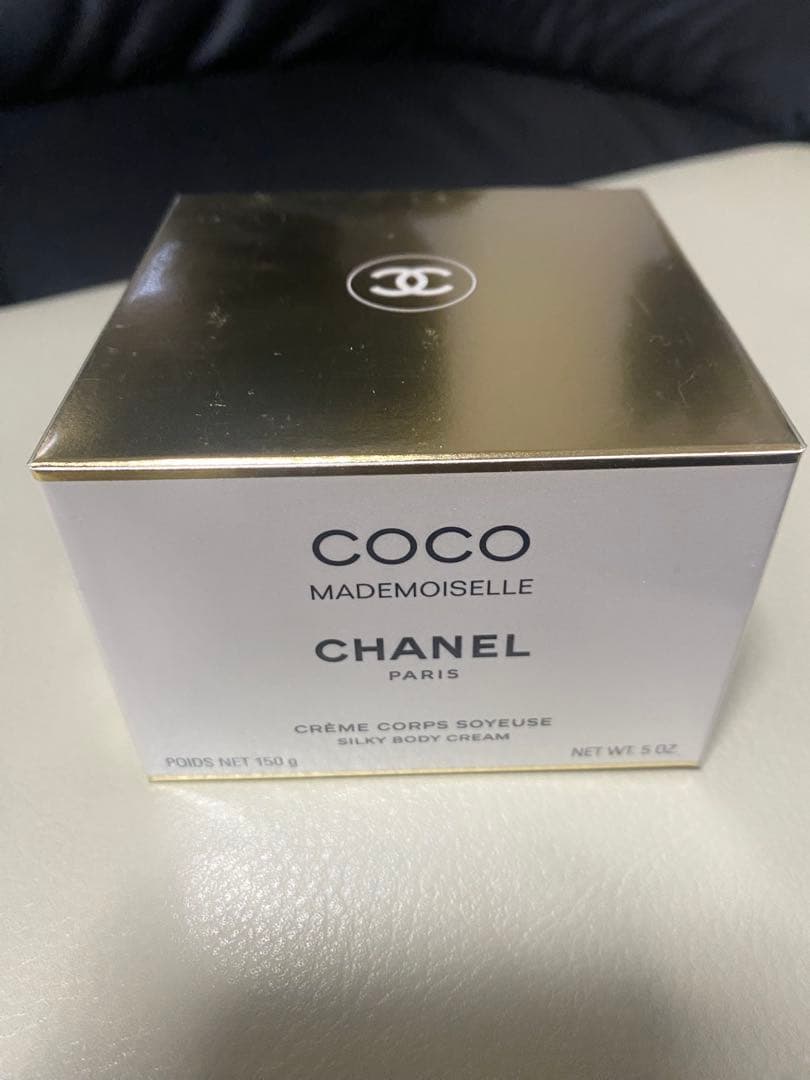 COCO
MADEMOISELLE
CHANEL
PARIS
CRÈME CORPS SOYEUSE
SILKY BODY CREAM
POIDS NET 150 g
NET WT. 5 OZ.